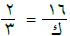 ٢/٣ = ١٦/ك